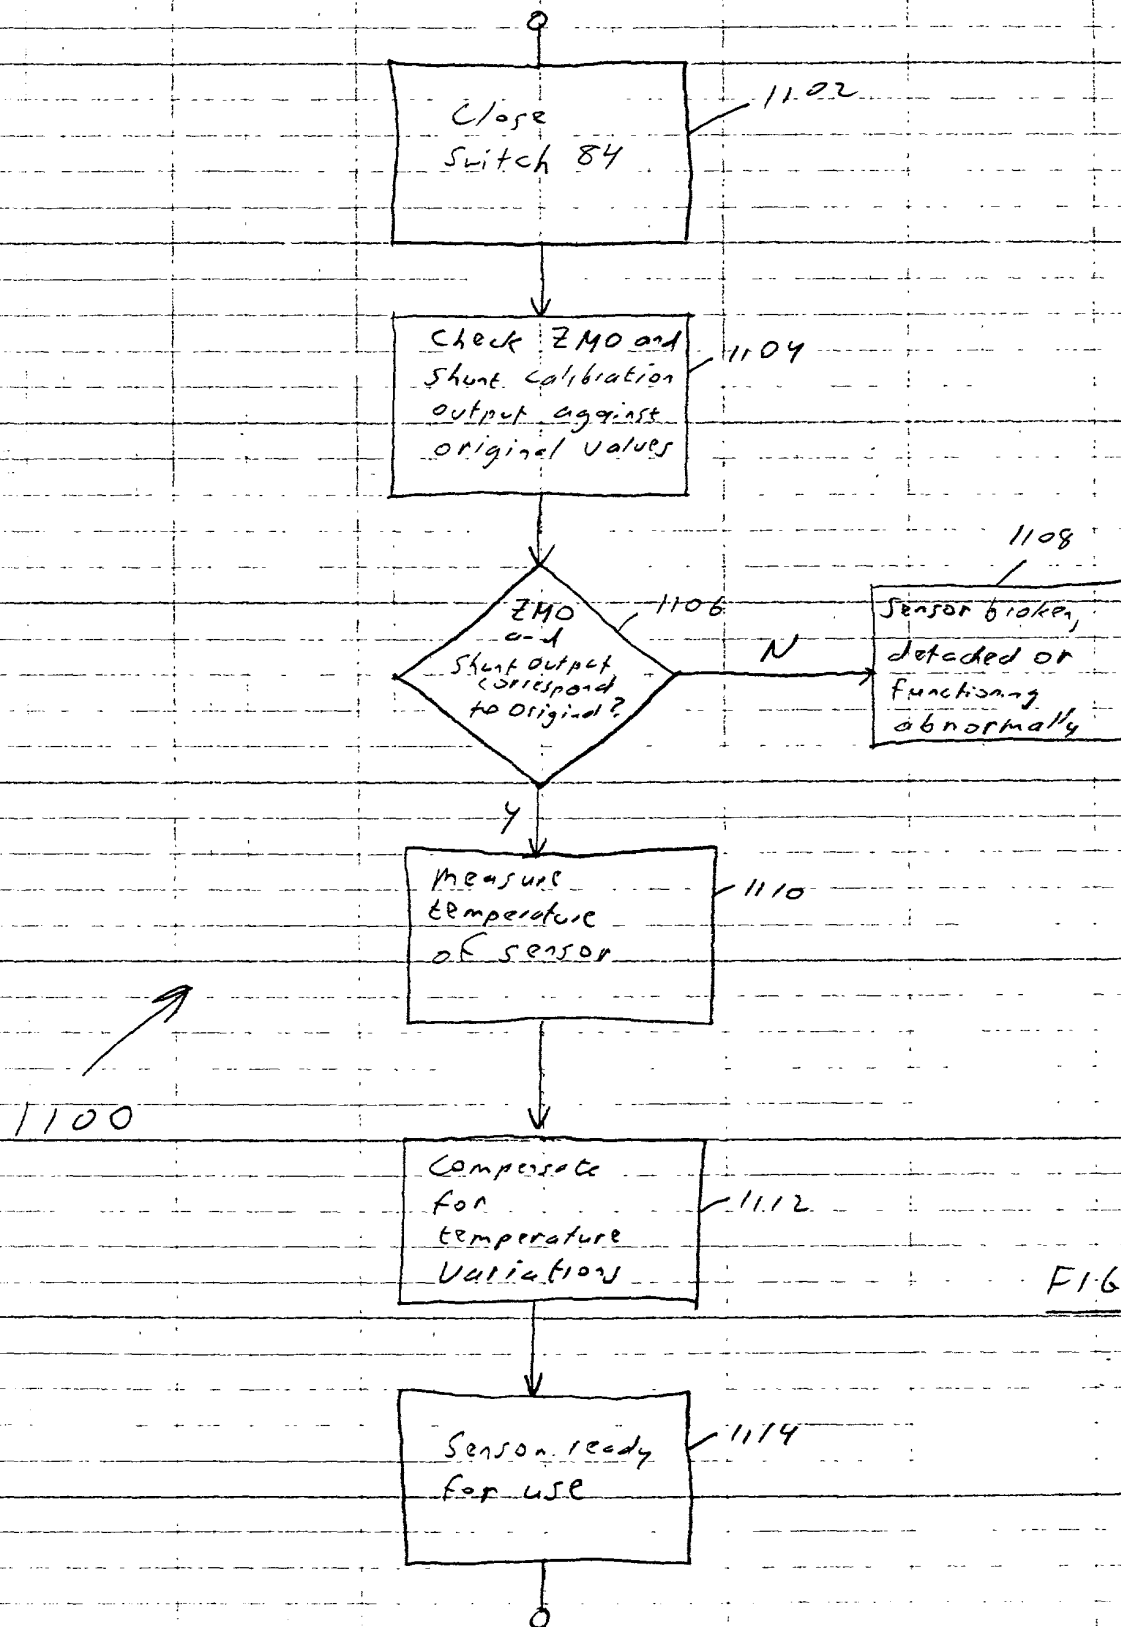 Close
Switch 84
1102
Check ZMO and
Shunt Calibration
output against
original values
1104
ZMO
and
Shunt output
correspond
to original?
1106
N
1108
Sensor broken,
detached or
functioning
abnormally
Y
Measure
temperature
of sensor
1110
1100
Compensate
for
temperature
Variations
1112
FIG
Sensor ready
for use
1114